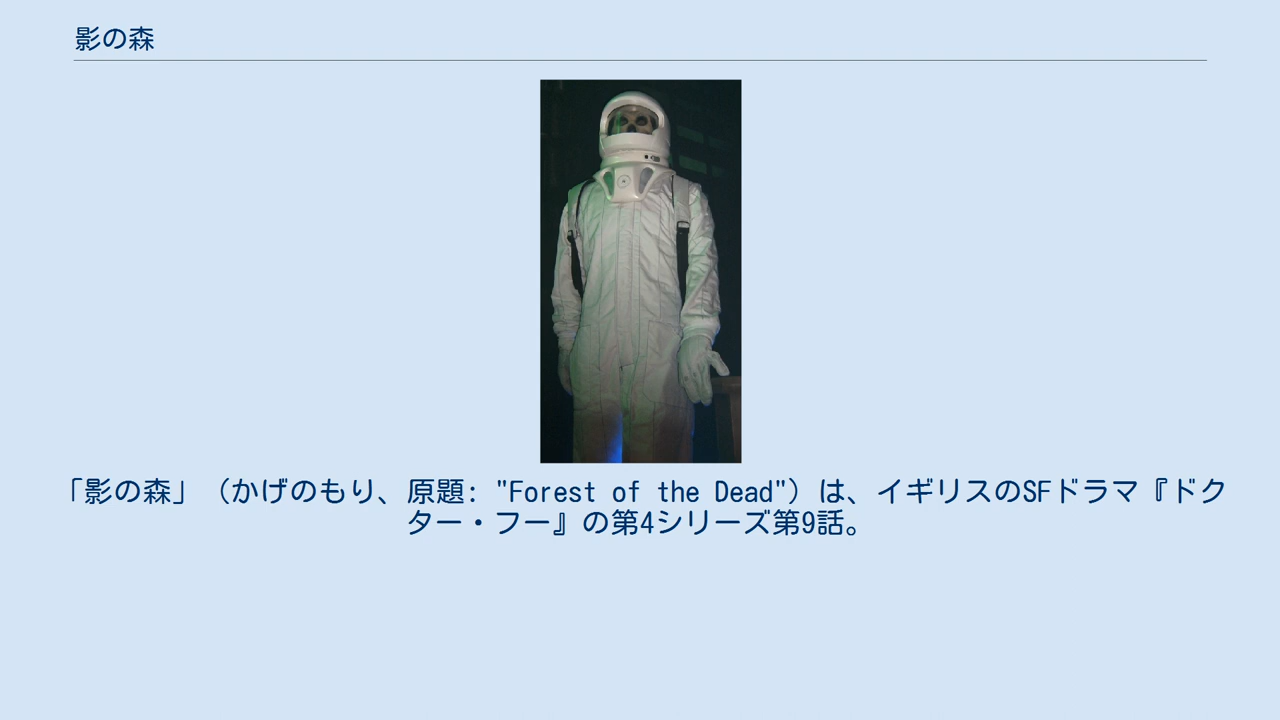 影の森
「影の森」（かげのもり、原題: "Forest of the Dead"）は、イギリスのSFドラマ『ドク
ター・フー』の第4シリーズ第9話。